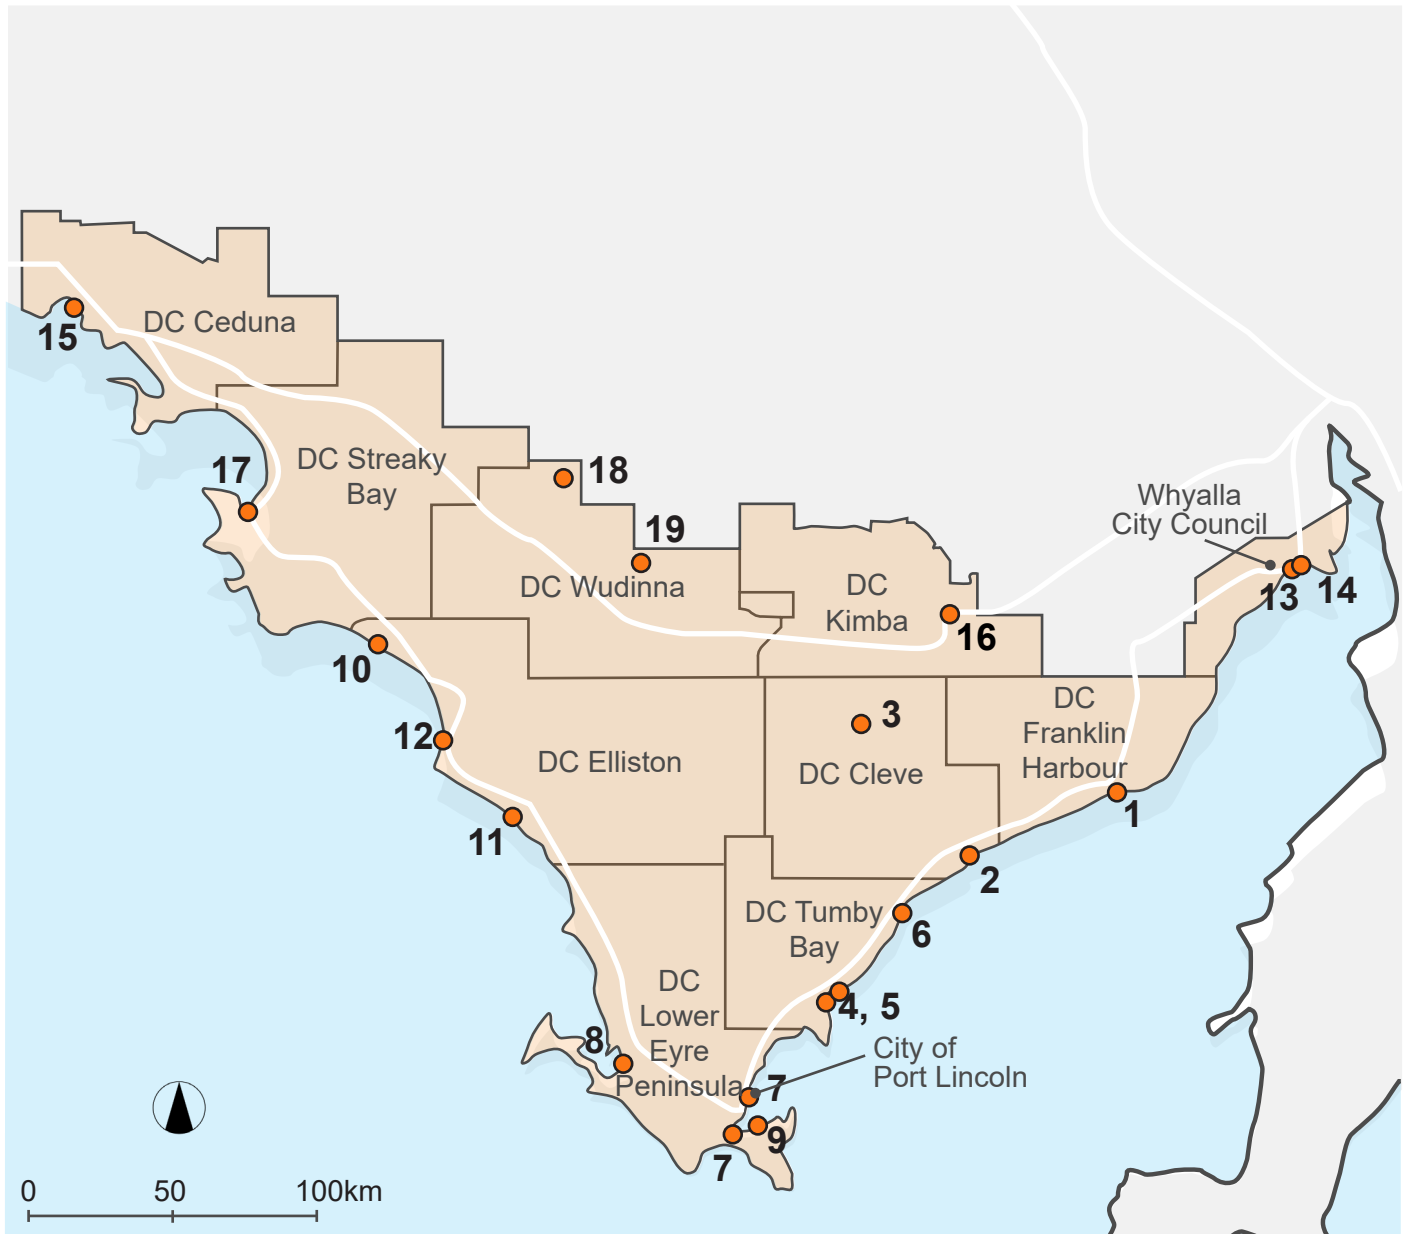 DC Ceduna
15
DC Streaky
Bay
17
18
19
DC Wudinna
DC
Kimba
16
Whyalla
City Council
13
14
10
12
11
DC Elliston
3
DC Cleve
DC
Franklin
Harbour
1
2
DC Tumby
Bay
6
4, 5
DC
Lower
Eyre
Peninsula
8
City of
Port Lincoln
7
9
7
0
50
100km